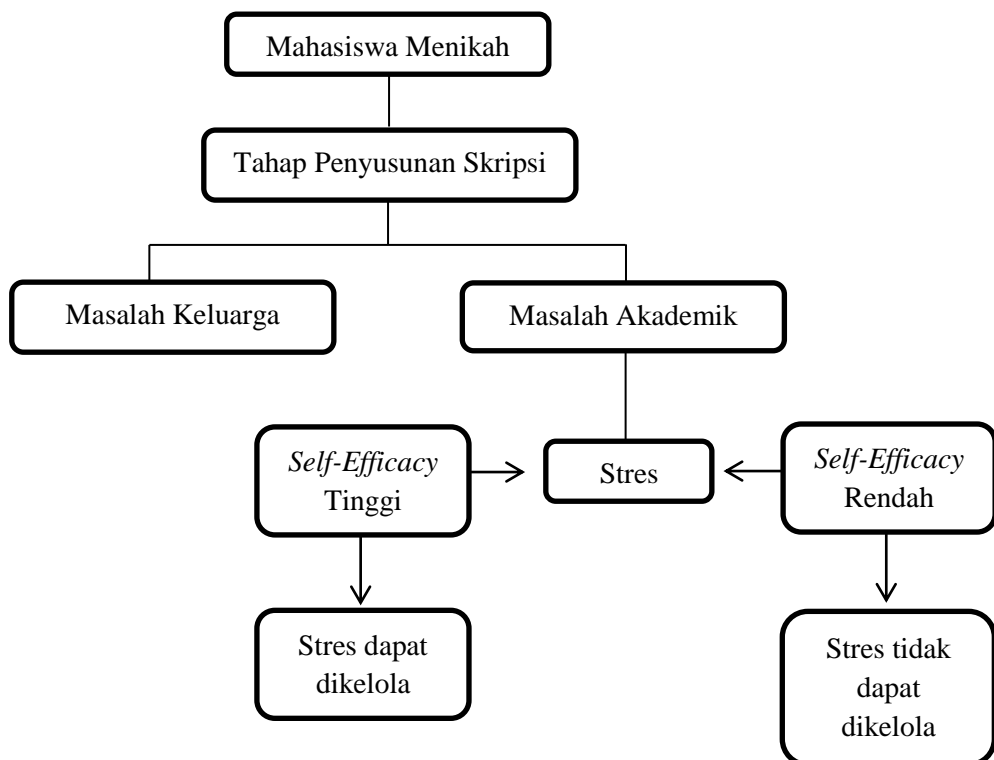 Mahasiswa Menikah
Tahap Penyusunan Skripsi
Masalah Keluarga
Masalah Akademik
Self-Efficacy
Tinggi
Stres
Self-Efficacy
Rendah
Stres dapat
dikelola
Stres tidak
dapat
dikelola